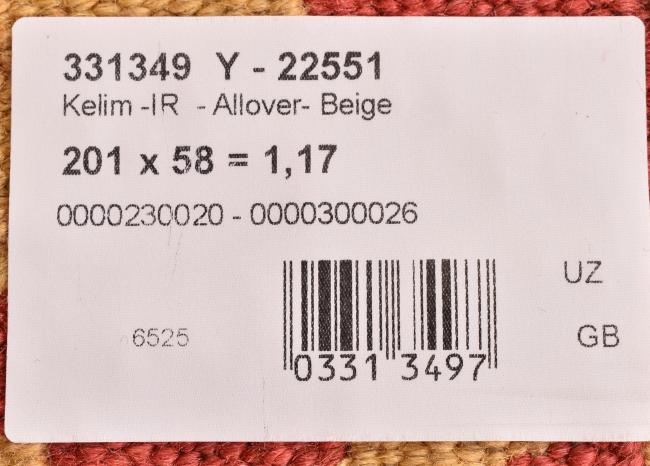 331349 Y - 22551
Kelim -IR - Allover- Beige
201 x 58 = 1,17
0000230020 - 0000300026
UZ
6525
GB
0331 3497